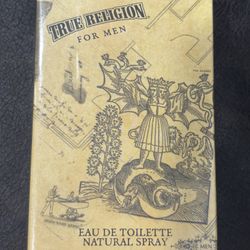 TRUE RELIGION
FOR MEN
EAU DE TOILETTE
NATURAL SPRAY